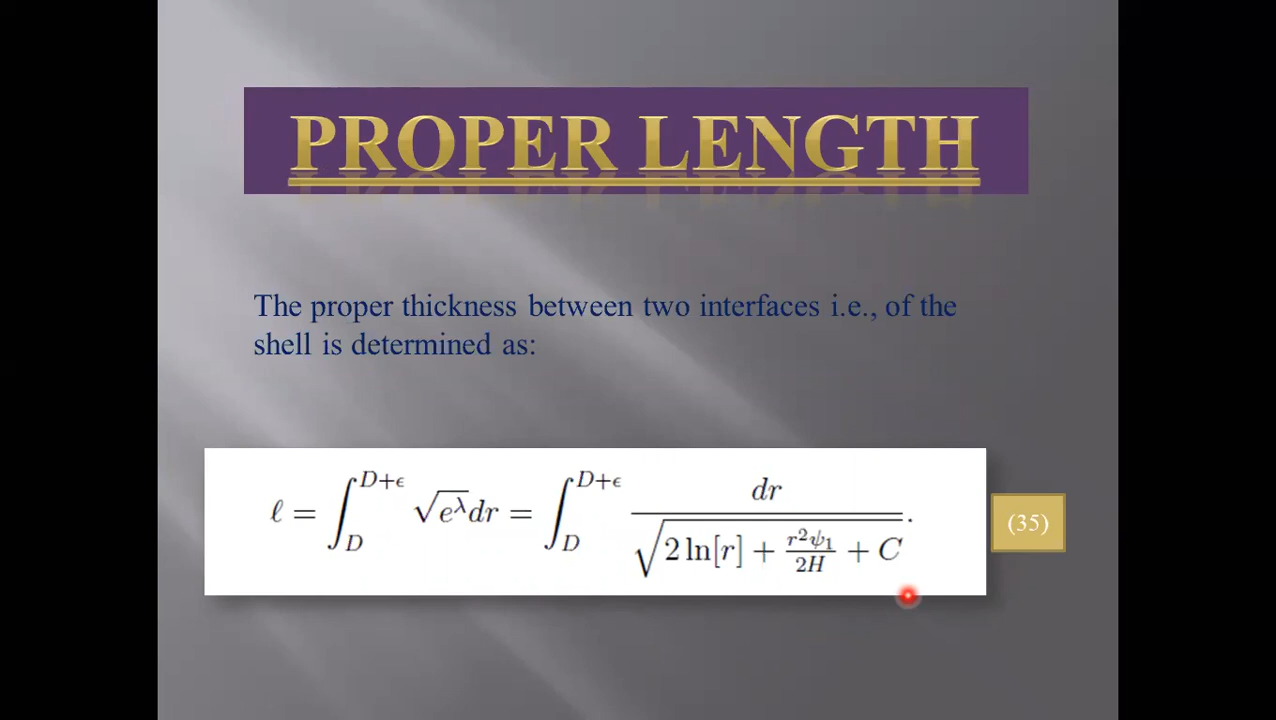 PROPER LENGTH
The proper thickness between two interfaces i.e., of the
shell is determined as:
ℓ = ∫_D^{D+ϵ} √(e^λ) dr = ∫_D^{D+ϵ} dr / √(2 ln[r] + r²ψ₁/2H + C).
(35)